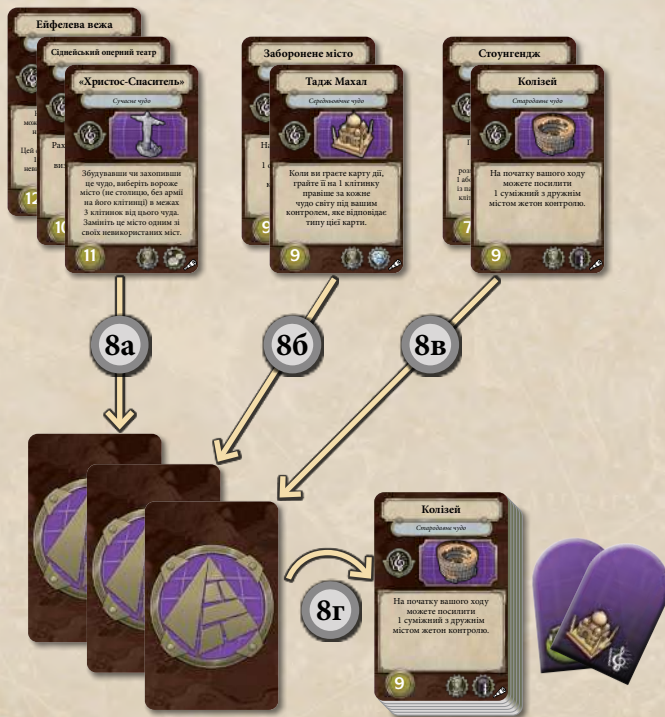 Ейфелева вежа
Сіднейський оперний театр
«Христос-Спаситель»
Сучасне чудо
Збудувавши чи захопивши
це чудо, виберіть вороже
місто (не столицю, без армії
на його клітинці) в межах
3 клітинок від цього чуда.
Замініть це місто одним зі
своїх невикористаних міст.
12
10
11
Заборонене місто
Тадж Махал
Середньовічне чудо
Коли ви граєте карту дії,
грайте її на 1 клітинку
правіше за кожне
чудо світу під вашим
контролем, яке відповідає
типу цієї карти.
9
9
Стоунгендж
Колізей
Стародавнє чудо
На початку вашого ходу
можете посилити
1 суміжний з дружнім
містом жетон контролю.
7
9
8а
8б
8в
8г
Колізей
Стародавнє чудо
На початку вашого ходу
можете посилити
1 суміжний з дружнім
містом жетон контролю.
9